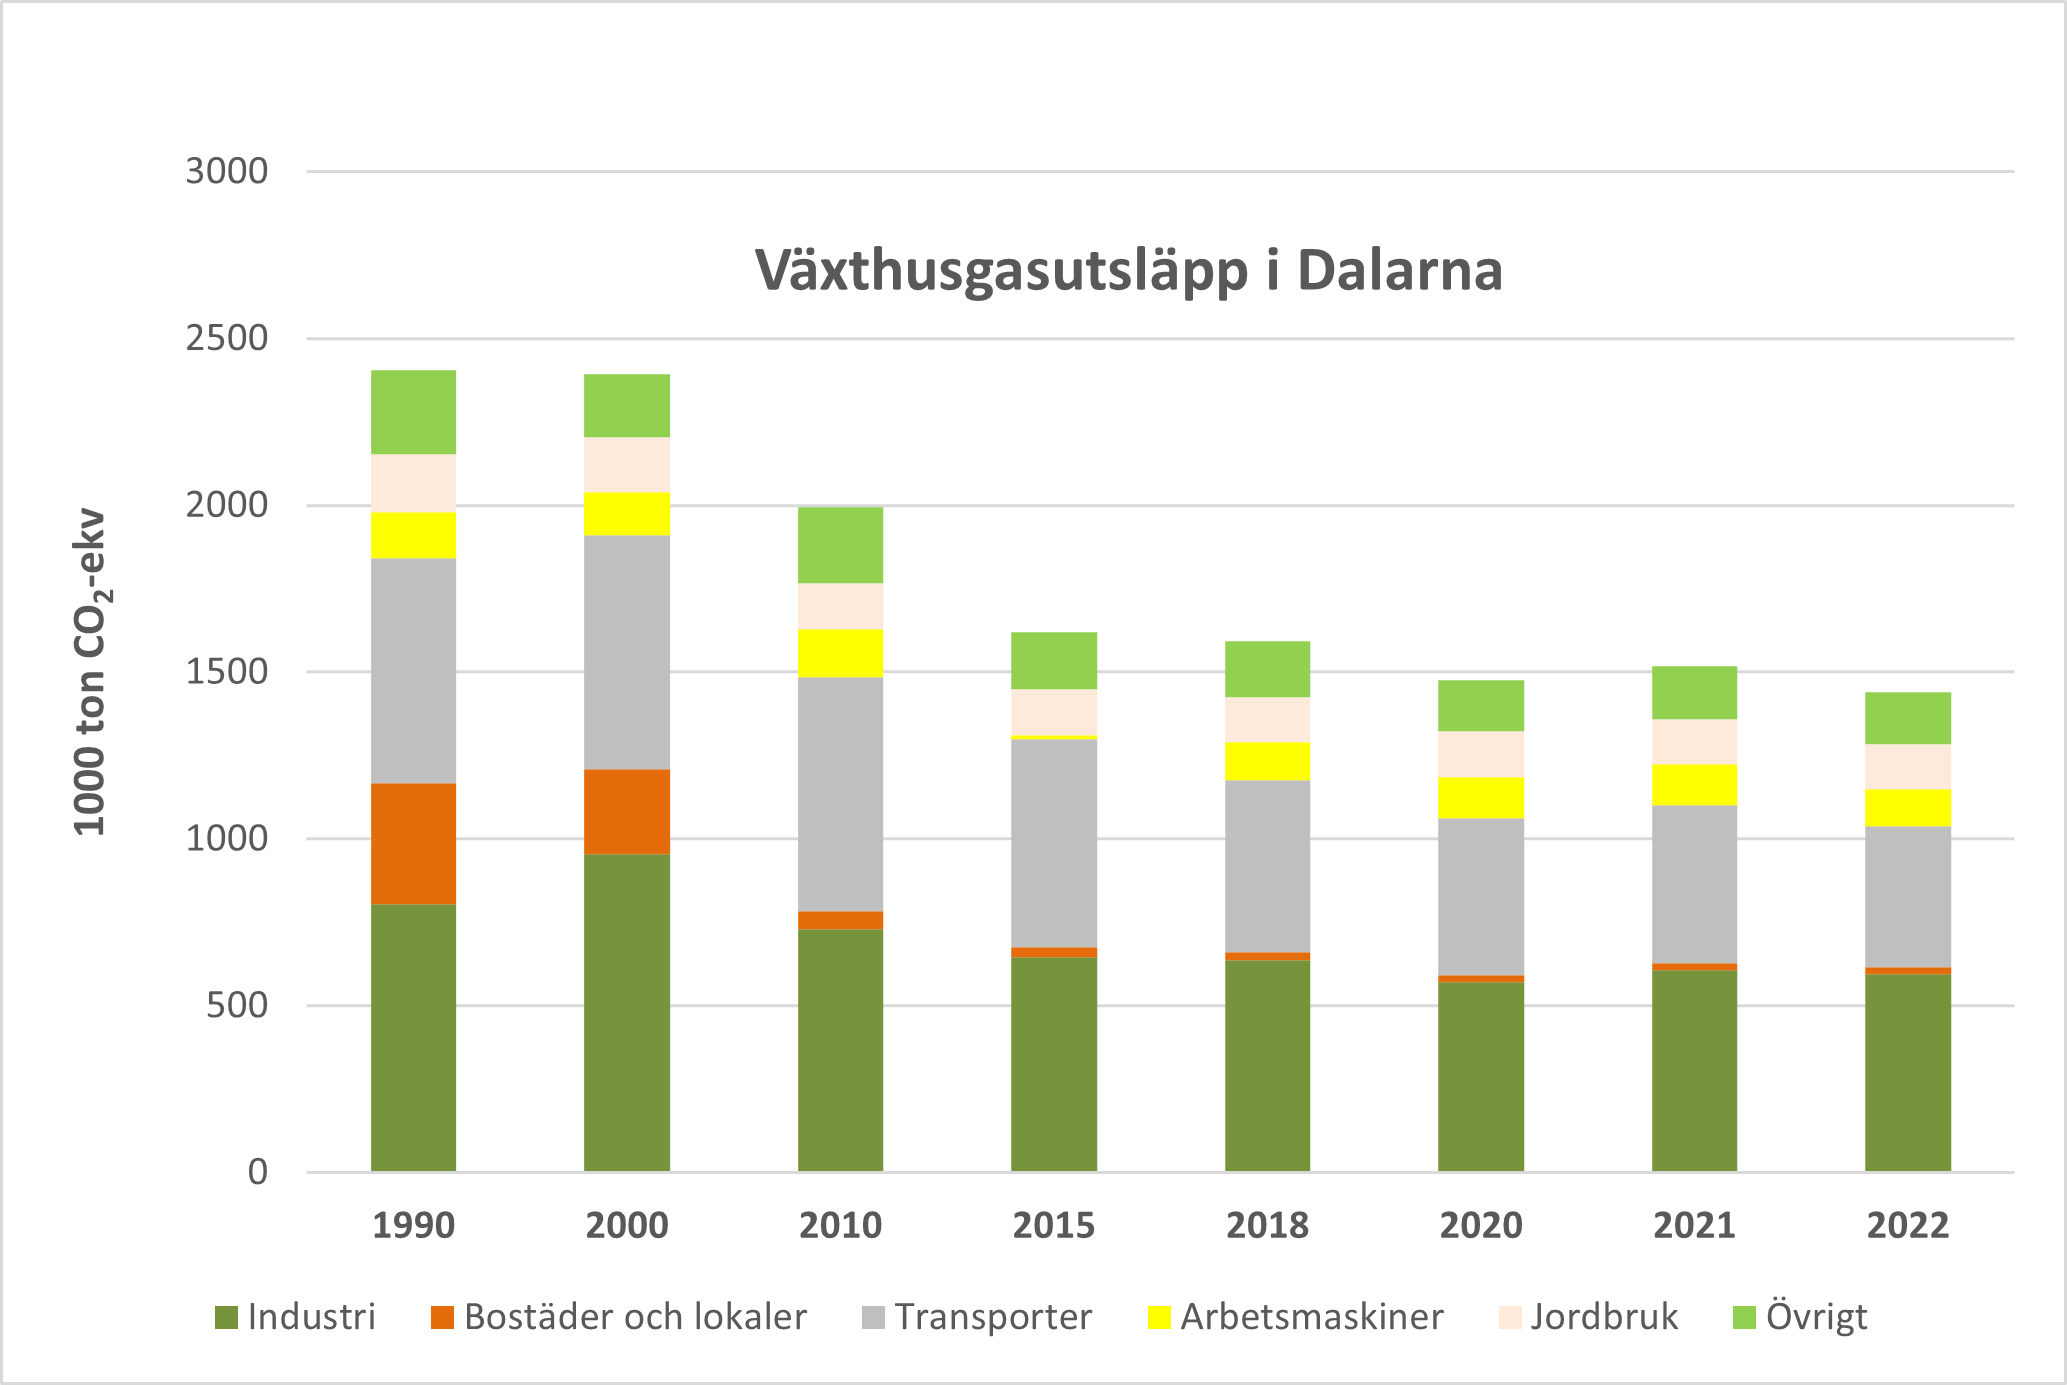 Växthusgasutsläpp i Dalarna
1000 ton CO₂-ekv
3000
2500
2000
1500
1000
500
0
1990 2000 2010 2015 2018 2020 2021 2022
Industri Bostäder och lokaler Transporter Arbetsmaskiner Jordbruk Övrigt